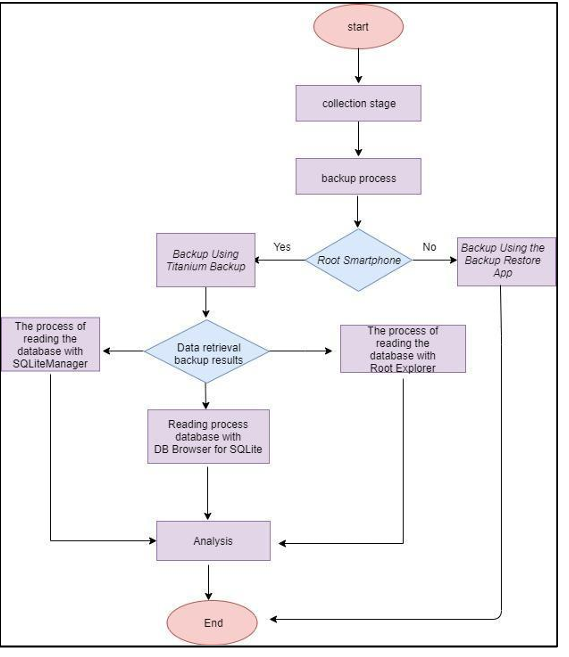 start
collection stage
backup process
Yes
No
Root Smartphone
Backup Using
Titanium Backup
Backup Using the
Backup Restore
App
The process of
reading the
database with
SQLiteManager
Data retrieval
backup results
The process of
reading the
database with
Root Explorer
Reading process
database with
DB Browser for SQLite
Analysis
End